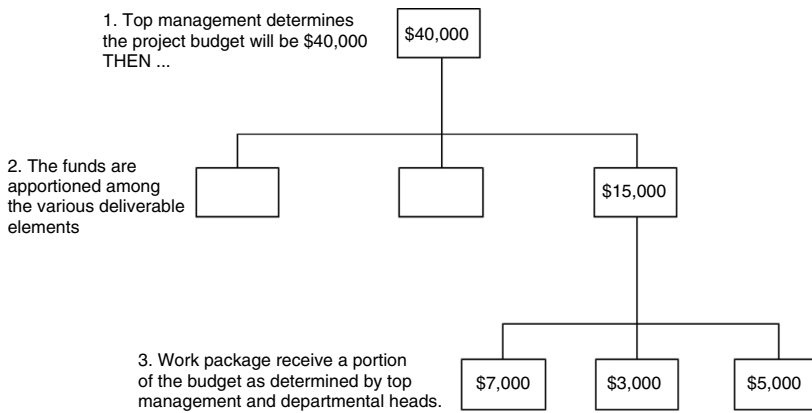 1. Top management determines
the project budget will be $40,000
THEN ...
$40,000
2. The funds are
apportioned among
the various deliverable
elements
$15,000
3. Work package receive a portion
of the budget as determined by top
management and departmental heads.
$7,000
$3,000
$5,000